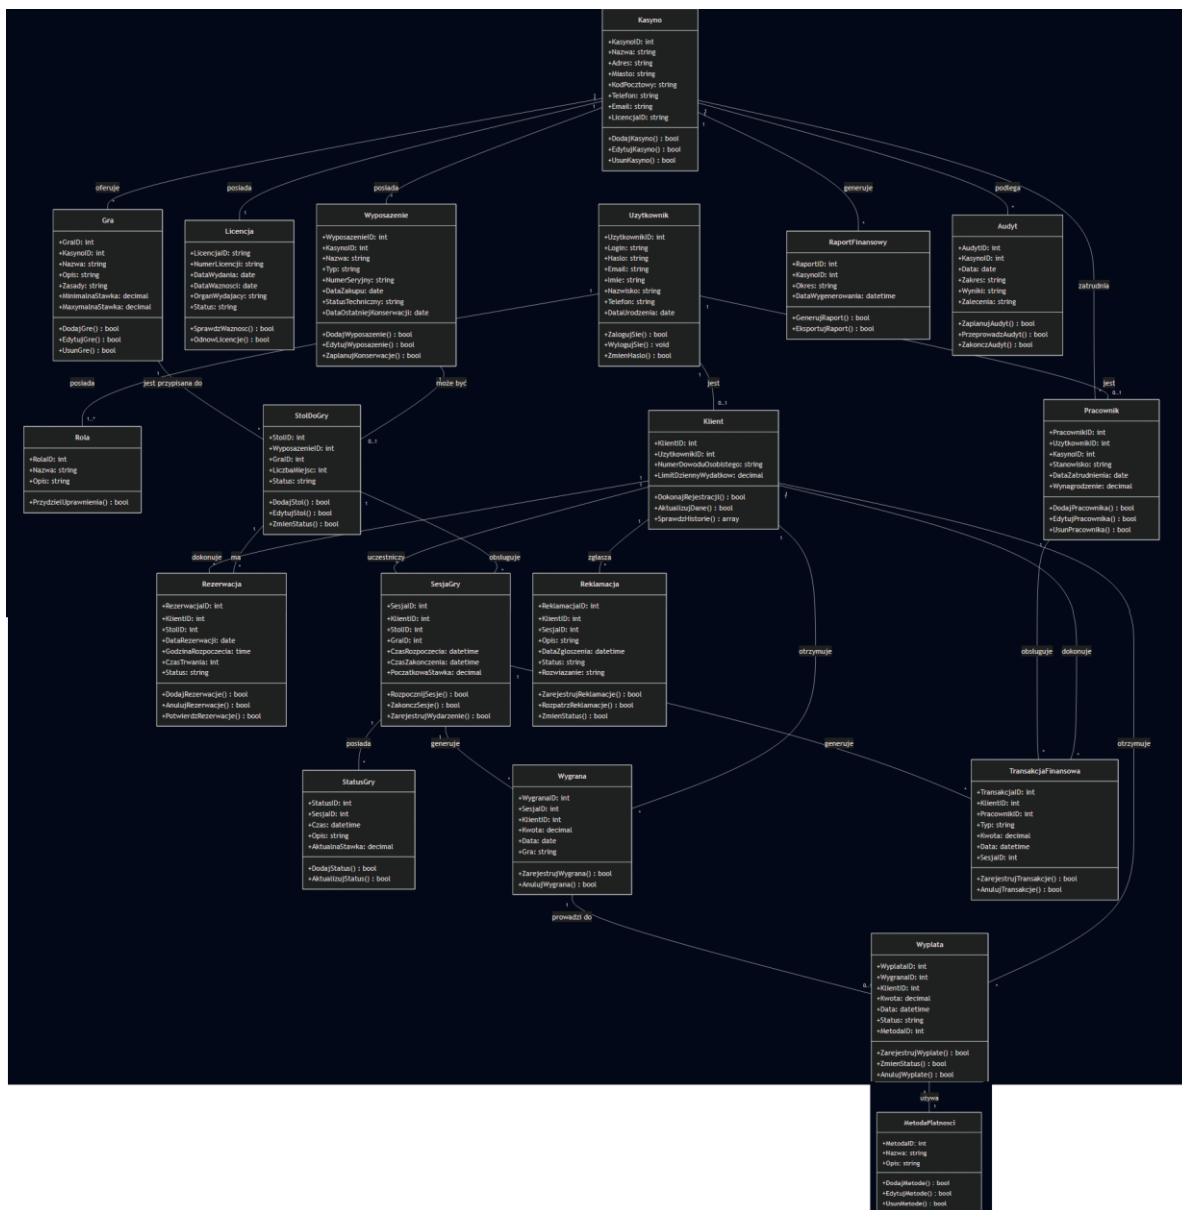 Kasyno
+KasynoID: int
+Nazwa: string
+Adres: string
+Miasto: string
+KodPocztowy: string
+Telefon: string
+Email: string
+LicencjaID: string
+DodajKasyno() : bool
+EdytujKasyno() : bool
+UsunKasyno() : bool
oferuje
posiada
posiada
generuje
podlega
zatrudnia
Gra
+GraID: int
+KasynoID: int
+Nazwa: string
+Opis: string
+Zasady: string
+MinimalnaStawka: decimal
+MaxymalnaStawka: decimal
+DodajGre() : bool
+EdytujGre() : bool
+UsunGre() : bool
Licencja
+LicencjaID: string
+NumerLicencji: string
+DataWydania: date
+DataWaznosci: date
+OrganWydajacy: string
+Status: string
+SprawdzWaznosc() : bool
+OdnowLicencje() : bool
Wyposazenie
+WyposazenieID: int
+KasynoID: int
+Nazwa: string
+Typ: string
+NumerSeryjny: string
+DataZakupu: date
+StatusTechniczny: string
+DataOstatniejKonserwacji: date
+DodajWyposazenie() : bool
+EdytujWyposazenie() : bool
+ZaplanujKonserwacje() : bool
Uzytkownik
+UzytkownikID: int
+Login: string
+Haslo: string
+Email: string
+Imie: string
+Nazwisko: string
+Telefon: string
+DataUrodzenia: date
+ZalogujSie() : bool
+WylogujSie() : void
+ZmienHaslo() : bool
RaportFinansowy
+RaportID: int
+KasynoID: int
+Okres: string
+DataWygenerowania: datetime
+GenerujRaport() : bool
+EksportujRaport() : bool
Audyt
+AudytID: int
+KasynoID: int
+Data: date
+Zakres: string
+Wyniki: string
+Zalecenia: string
+ZaplanujAudyt() : bool
+PrzeprowadzAudyt() : bool
+ZakonczAudyt() : bool
posiada
jest przypisana do
może być
jest
jest
1..*
0..1
0..1
0..1
Rola
+RolaID: int
+Nazwa: string
+Opis: string
+PrzydzielUprawnienia() : bool
StolDoGry
+StolID: int
+WyposazenieID: int
+GraID: int
+LiczbaMiejsc: int
+Status: string
+DodajStol() : bool
+EdytujStol() : bool
+ZmienStatus() : bool
Klient
+KlientID: int
+UzytkownikID: int
+NumerDowoduOsobistego: string
+LimitDziennyWydatkow: decimal
+DokonajRejestracji() : bool
+AktualizujDane() : bool
+SprawdzHistorie() : array
Pracownik
+PracownikID: int
+UzytkownikID: int
+KasynoID: int
+Stanowisko: string
+DataZatrudnienia: date
+Wynagrodzenie: decimal
+DodajPracownika() : bool
+EdytujPracownika() : bool
+UsunPracownika() : bool
dokonuje
ma
uczestniczy
obsluguje
zglasza
otrzymuje
obsluguje
dokonuje
Rezerwacja
+RezerwacjaID: int
+KlientID: int
+StolID: int
+DataRezerwacji: date
+GodzinaRozpoczecia: time
+CzasTrwania: int
+Status: string
+DodajRezerwacje() : bool
+AnulujRezerwacje() : bool
+PotwierdzRezerwacje() : bool
SesjaGry
+SesjaID: int
+KlientID: int
+StolID: int
+GraID: int
+CzasRozpoczecia: datetime
+CzasZakonczenia: datetime
+PoczatkowaStawka: decimal
+RozpocznijSesje() : bool
+ZakonczSesje() : bool
+ZarejestrujWydarzenie() : bool
Reklamacja
+ReklamacjaID: int
+KlientID: int
+SesjaID: int
+Opis: string
+DataZgloszenia: datetime
+Status: string
+Rozwiazanie: string
+ZarejestrujReklamacje() : bool
+RozpatrzReklamacje() : bool
+ZmienStatus() : bool
posiada
generuje
generuje
otrzymuje
StatusGry
+StatusID: int
+SesjaID: int
+Czas: datetime
+Opis: string
+AktualnaStawka: decimal
+DodajStatus() : bool
+AktualizujStatus() : bool
Wygrana
+WygranaID: int
+SesjaID: int
+KlientID: int
+Kwota: decimal
+Data: date
+Gra: string
+ZarejestrujWygrana() : bool
+AnulujWygrana() : bool
TransakcjaFinansowa
+TransakcjaID: int
+KlientID: int
+PracownikID: int
+Typ: string
+Kwota: decimal
+Data: datetime
+SesjaID: int
+ZarejestrujTransakcje() : bool
+AnulujTransakcje() : bool
prowadzi do
0..1
Wyplata
+WyplataID: int
+WygranaID: int
+KlientID: int
+Kwota: decimal
+Data: datetime
+Status: string
+MetodaID: int
+ZarejestrujWyplate() : bool
+ZmienStatus() : bool
+AnulujWyplate() : bool
używa
MetodaPlatnosci
+MetodaID: int
+Nazwa: string
+Opis: string
+DodajMetode() : bool
+EdytujMetode() : bool
+UsunMetode() : bool